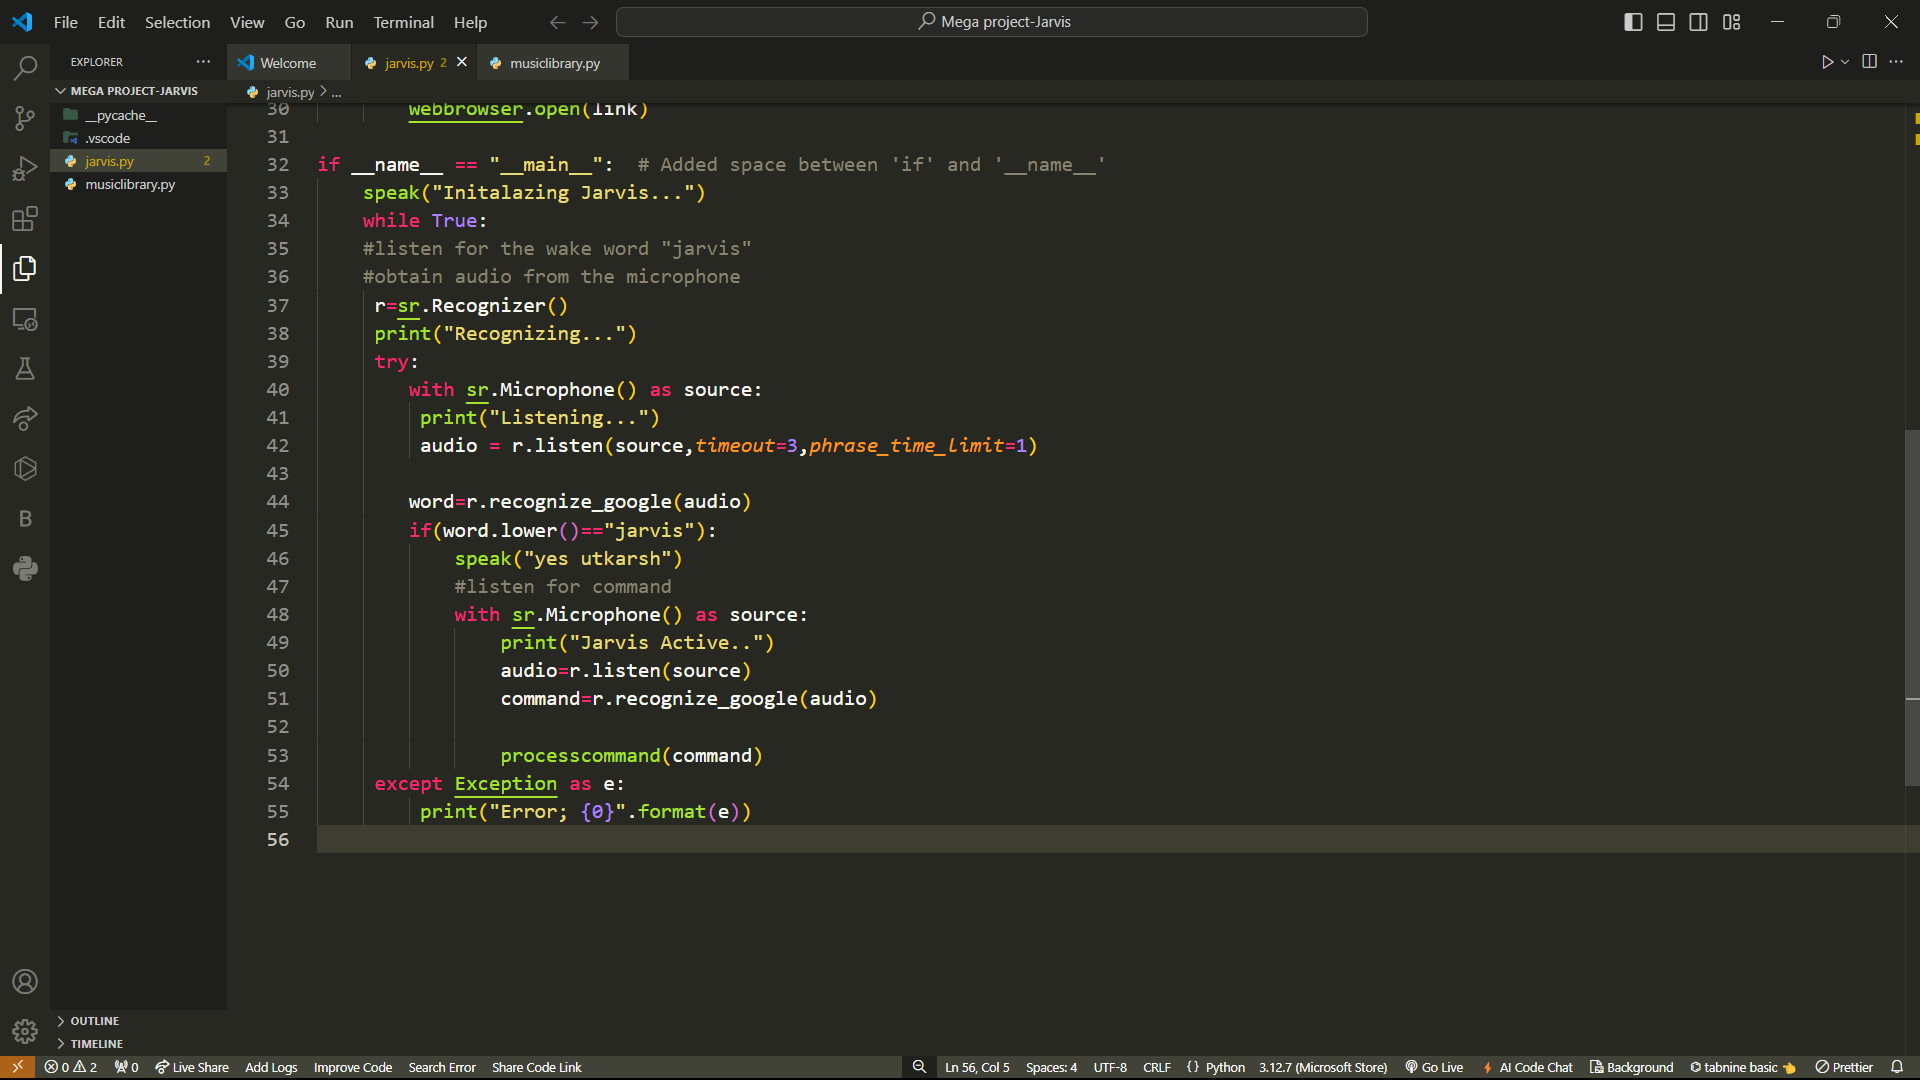 File Edit Selection View Go Run Terminal Help
Mega project-Jarvis
EXPLORER
Welcome
jarvis.py 2
musiclibrary.py
MEGA PROJECT-JARVIS
__pycache__
.vscode
jarvis.py 2
musiclibrary.py
jarvis.py > ...
30 webbrowser.open(link)
31
32 if __name__ == "__main__":  # Added space between 'if' and '__name__'
33 speak("Initalazing Jarvis...")
34 while True:
35 #listen for the wake word "jarvis"
36 #obtain audio from the microphone
37 r=sr.Recognizer()
38 print("Recognizing...")
39 try:
40 with sr.Microphone() as source:
41 print("Listening...")
42 audio = r.listen(source,timeout=3,phrase_time_limit=1)
43
44 word=r.recognize_google(audio)
45 if(word.lower()=="jarvis"):
46 speak("yes utkarsh")
47 #listen for command
48 with sr.Microphone() as source:
49 print("Jarvis Active..")
50 audio=r.listen(source)
51 command=r.recognize_google(audio)
52
53 processcommand(command)
54 except Exception as e:
55 print("Error; {0}".format(e))
56
B
OUTLINE
TIMELINE
0 2 0 Live Share Add Logs Improve Code Search Error Share Code Link Ln 56, Col 5 Spaces: 4 UTF-8 CRLF {} Python 3.12.7 (Microsoft Store) Go Live AI Code Chat Background tabnine basic Prettier